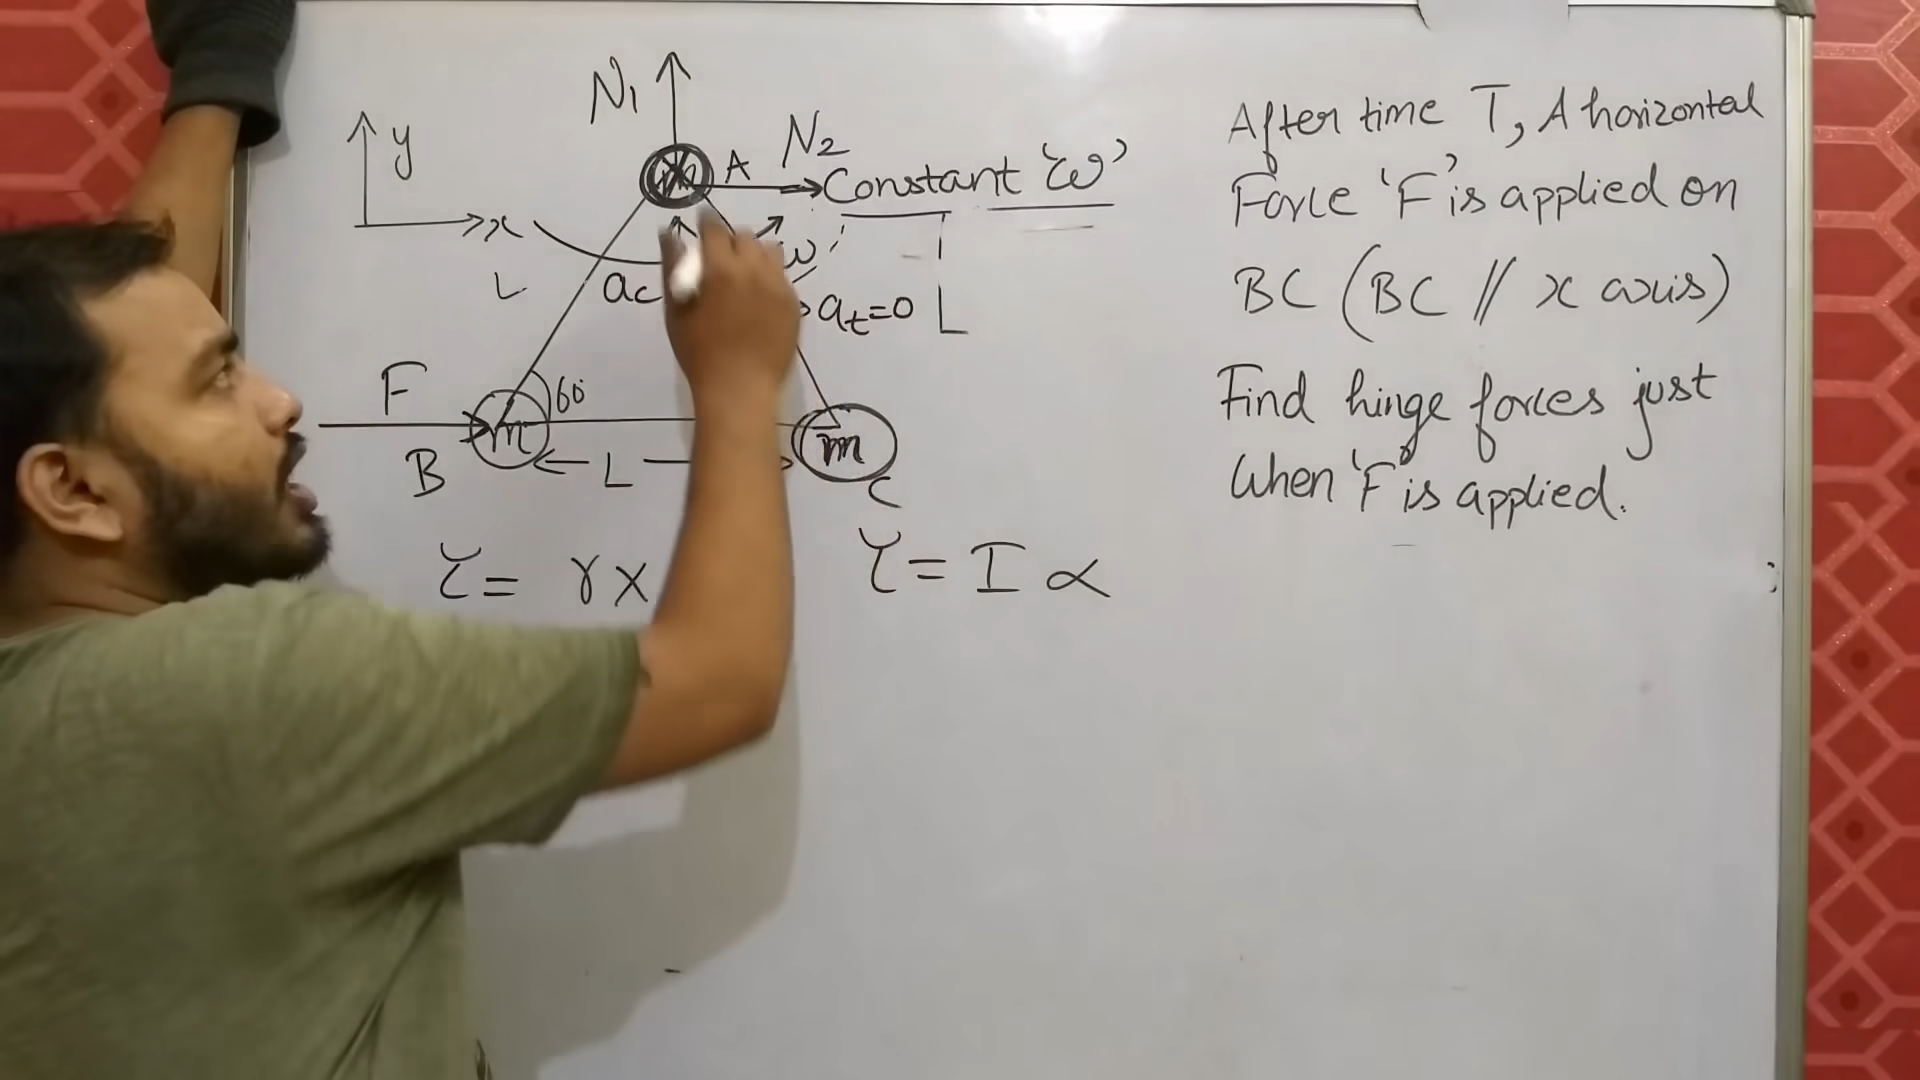 N₁
y
A
N₂
Constant 'ω'
x
L
ac
ω
at=0
L
F
60°
m
m
B
L
C
τ = r x
τ = I α
After time T, A horizontal
Force 'F' is applied on
BC (BC // x axis)
Find hinge forces just
When 'F' is applied.